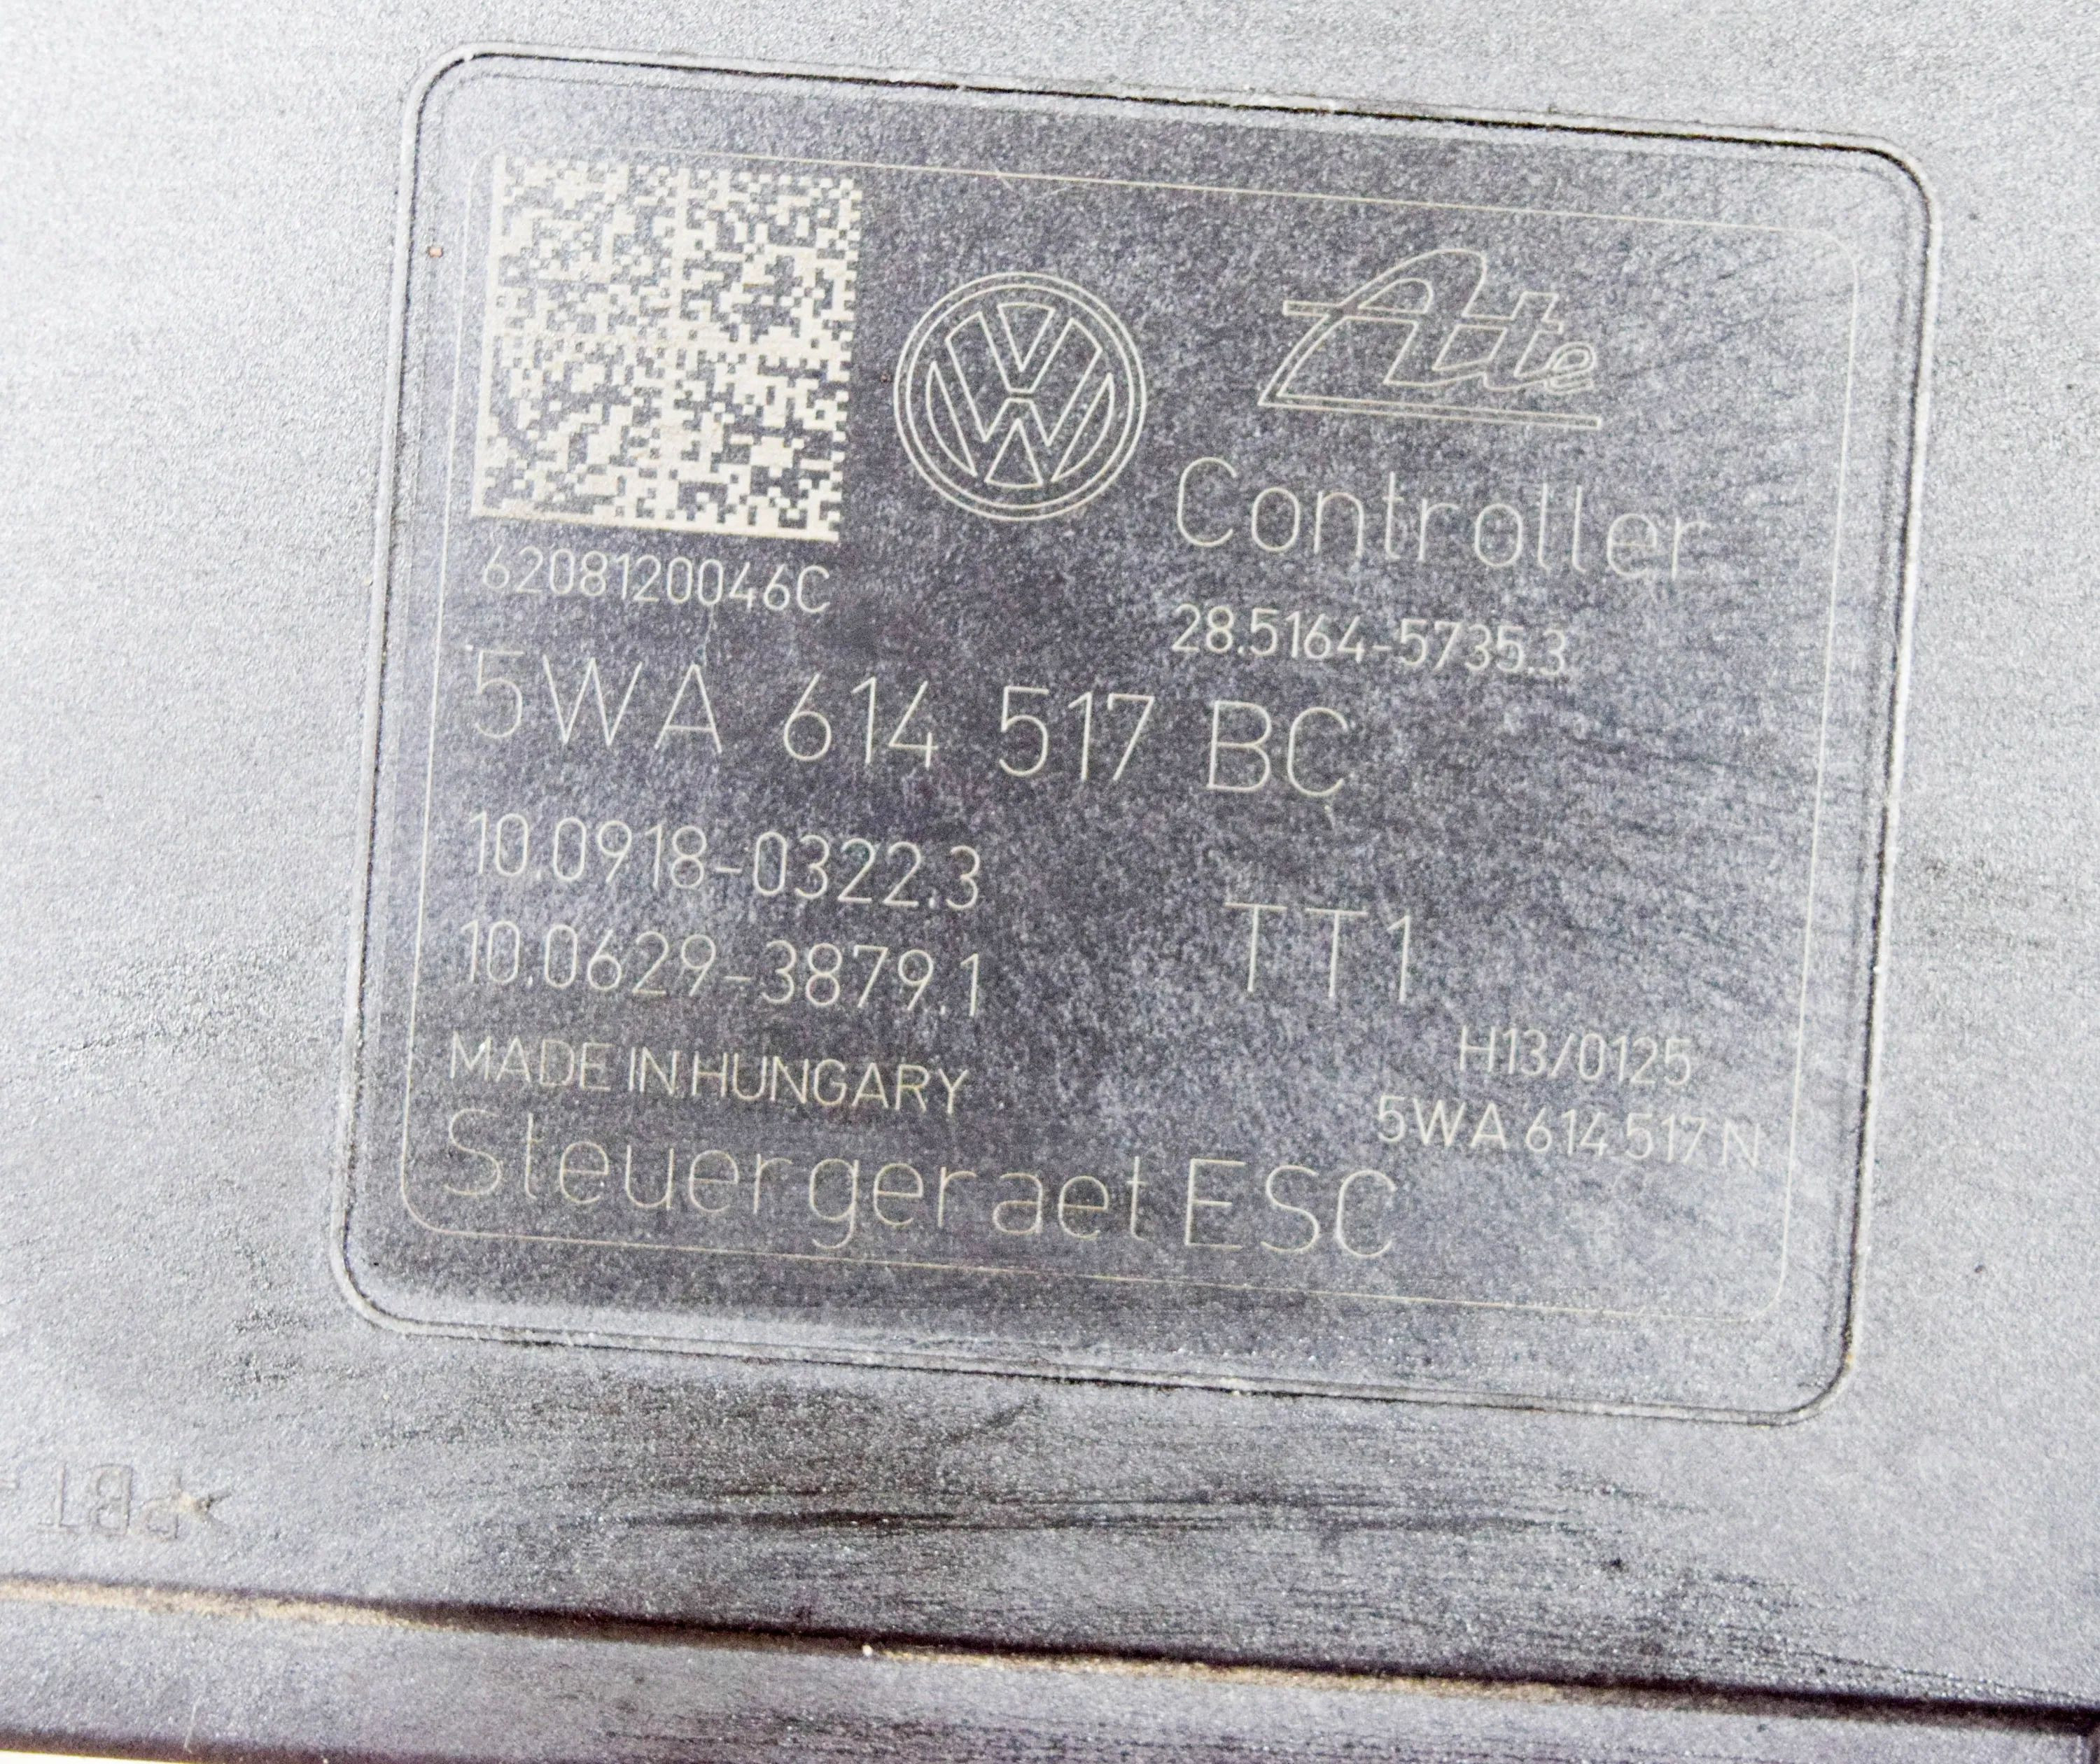 Ate
Controller
6208120046C
28.5164-5735.3
5WA 614 517 BC
10.0918-0322.3
10.0629-3879.1
TT1
MADE IN HUNGARY
H13/0125
5WA 614 517 N
Steuergeraet ESC
>PBT-